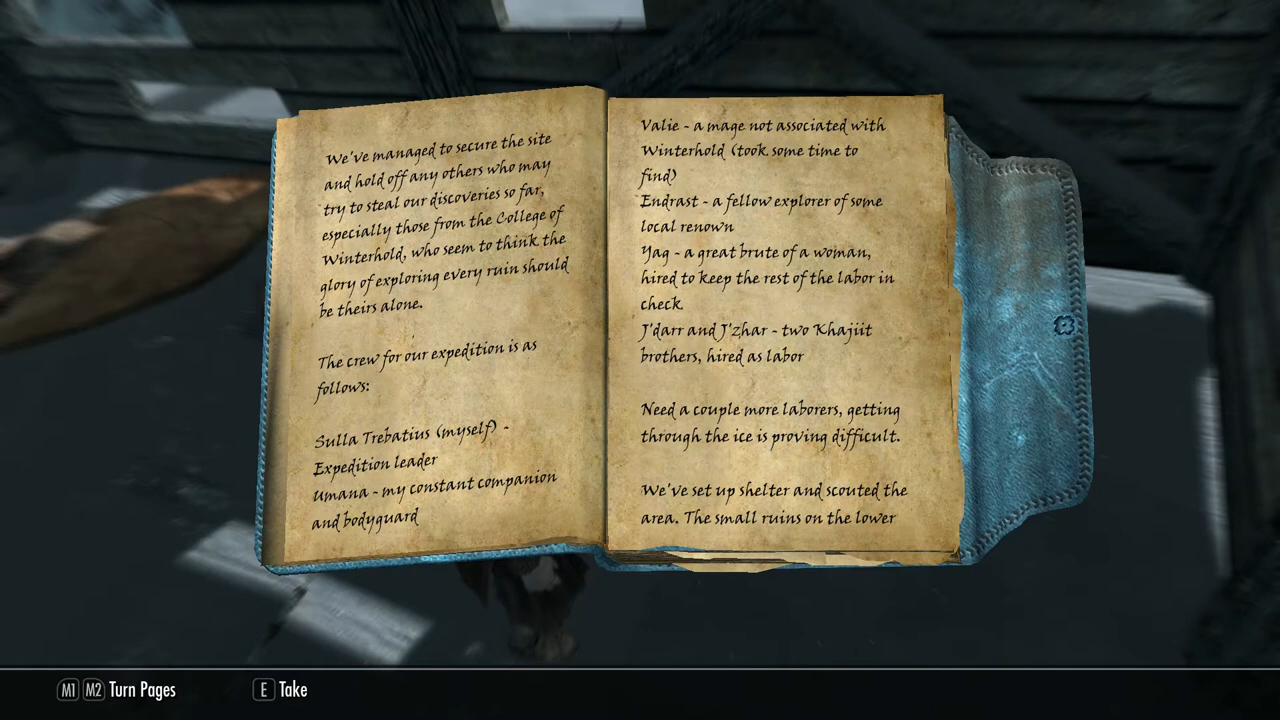 We've managed to secure the site
and hold off any others who may
try to steal our discoveries so far,
especially those from the College of
Winterhold, who seem to think the
glory of exploring every ruin should
be theirs alone.
The crew for our expedition is as
follows:
Sulla Trebatius (myself) -
Expedition leader
Umana - my constant companion
and bodyguard
Valie - a mage not associated with
Winterhold (took some time to
find)
Endrast - a fellow explorer of some
local renown
Yag - a great brute of a woman,
hired to keep the rest of the labor in
check.
J'darr and J'zhar - two Khajiit
brothers, hired as labor
Need a couple more laborers, getting
through the ice is proving difficult.
We've set up shelter and scouted the
area. The small ruins on the lower
M1 M2 Turn Pages
E Take